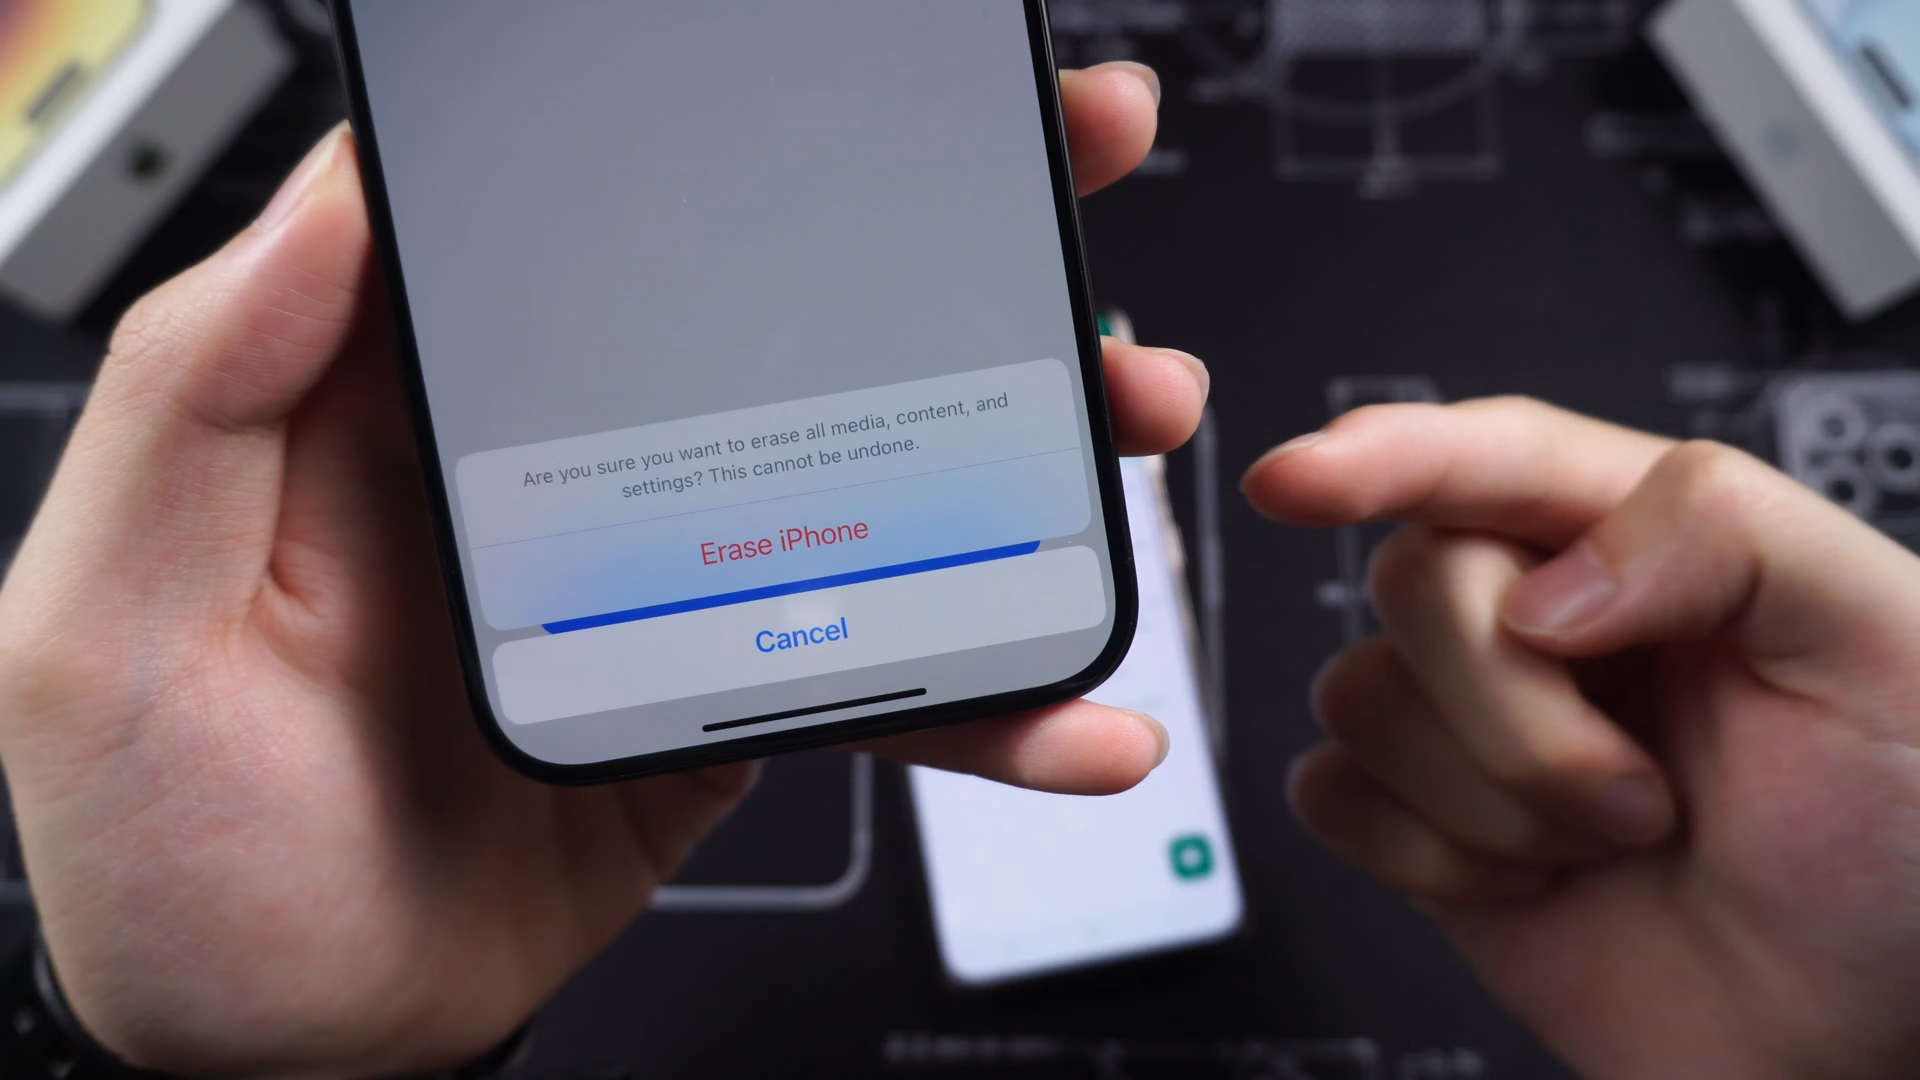 Are you sure you want to erase all media, content, and
settings? This cannot be undone.
Erase iPhone
Cancel